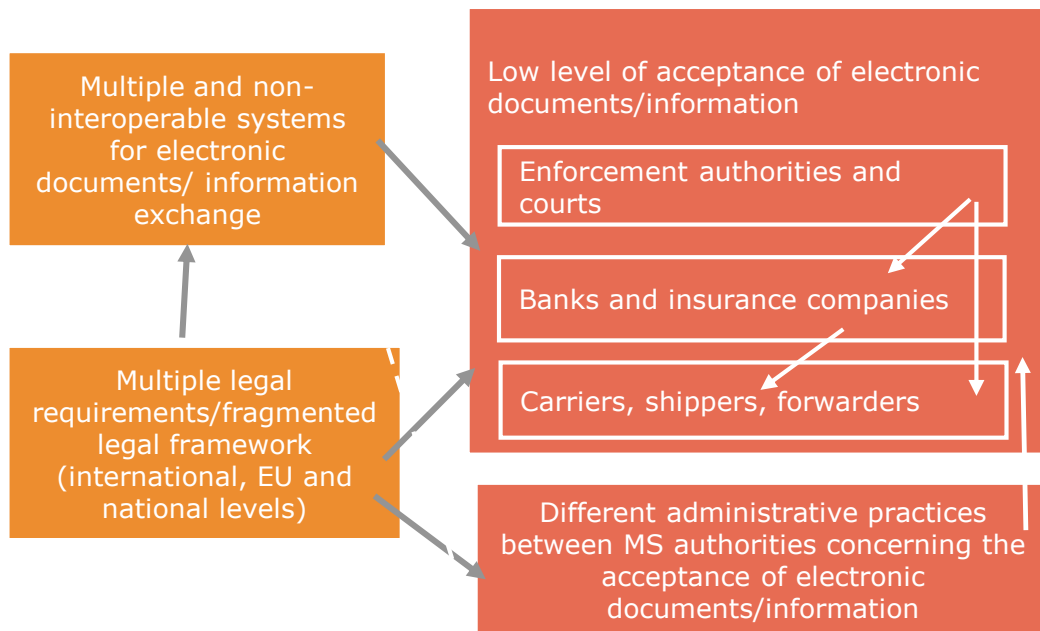 Multiple and non-
interoperable systems
for electronic
documents/ information
exchange
Multiple legal
requirements/fragmented
legal framework
(international, EU and
national levels)
Low level of acceptance of electronic
documents/information
Enforcement authorities and
courts
Banks and insurance companies
Carriers, shippers, forwarders
Different administrative practices
between MS authorities concerning the
acceptance of electronic
documents/information